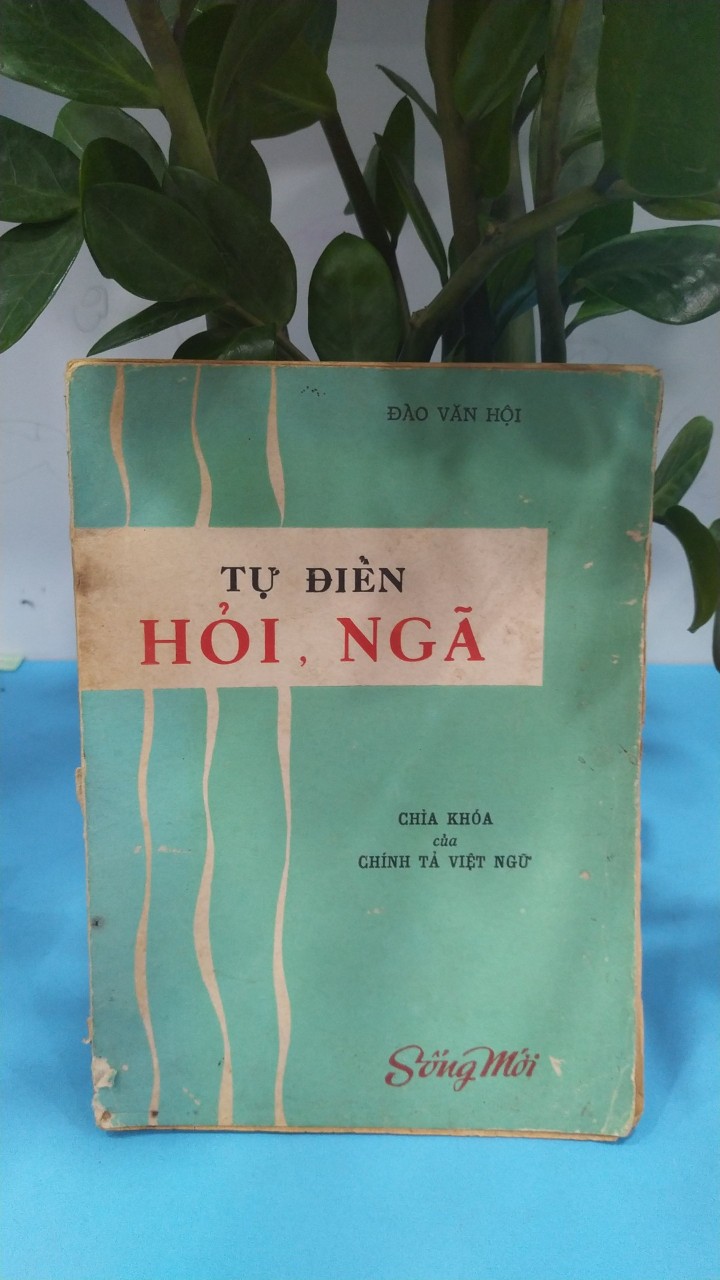 ĐÀO VĂN HỘI
TỰ ĐIỂN
HỎI, NGÃ
CHÌA KHÓA
của
CHÍNH TẢ VIỆT NGỮ
Sống Mới